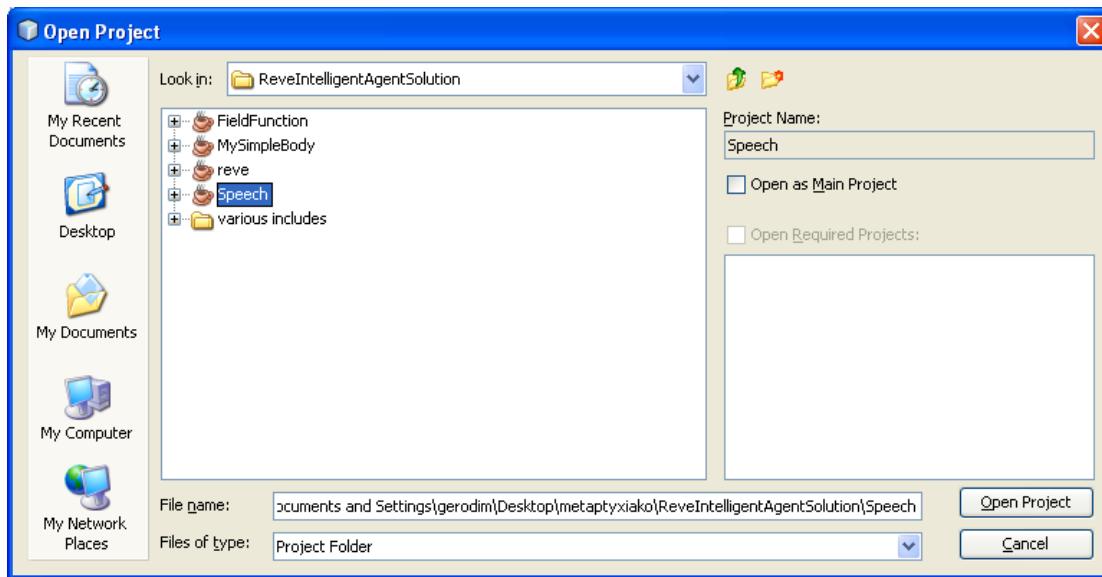 Open Project
Look in: ReveIntelligentAgentSolution
My Recent
Documents
Desktop
My Documents
My Computer
My Network
Places
FieldFunction
MySimpleBody
reve
Speech
various includes
Project Name:
Speech
Open as Main Project
Open Required Projects:
File name: and Settings\gerodim\Desktop\metaptyxiako\ReveIntelligentAgentSolution\Speech
Open Project
Files of type: Project Folder
Cancel